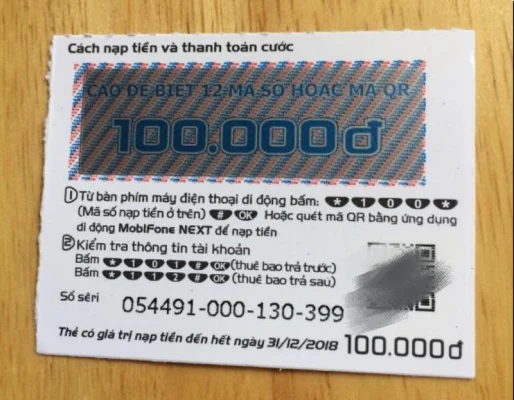 Cách nạp tiền và thanh toán cước
CÀO ĐỂ BIẾT 12 MÃ SỐ HOẶC MÃ QR
100.000đ
1 Từ bàn phím máy điện thoại di động bấm: *100*
(Mã số nạp tiền ở trên) # OK Hoặc quét mã QR bằng ứng dụng
di động MobiFone NEXT để nạp tiền
2 Kiểm tra thông tin tài khoản
Bấm *101# OK (thuê bao trả trước)
Bấm *112# OK (thuê bao trả sau)
Số sêri 054491-000-130-399
Thẻ có giá trị nạp tiền đến hết ngày 31/12/2018 100.000đ